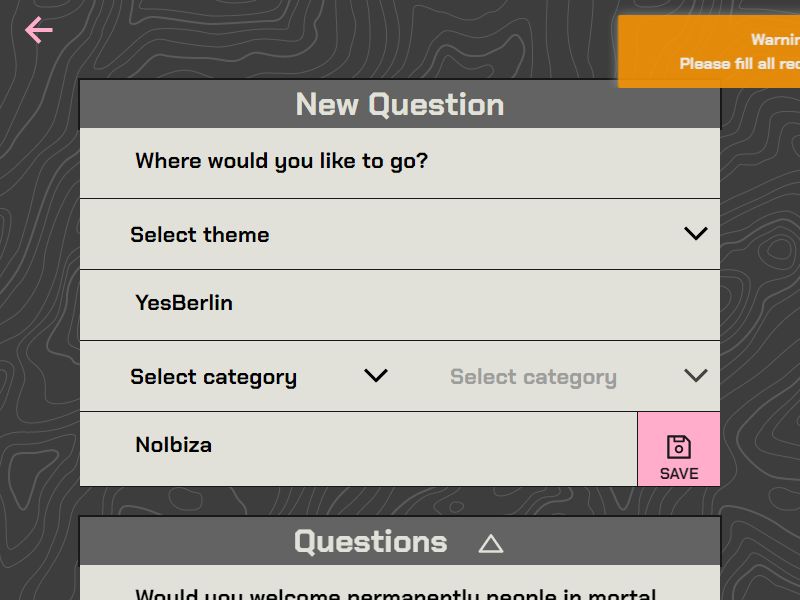 Warnin
Please fill all rec
New Question
Where would you like to go?
Select theme
YesBerlin
Select category
Select category
NoIbiza
SAVE
Questions
Would you welcome permanently people in mortal